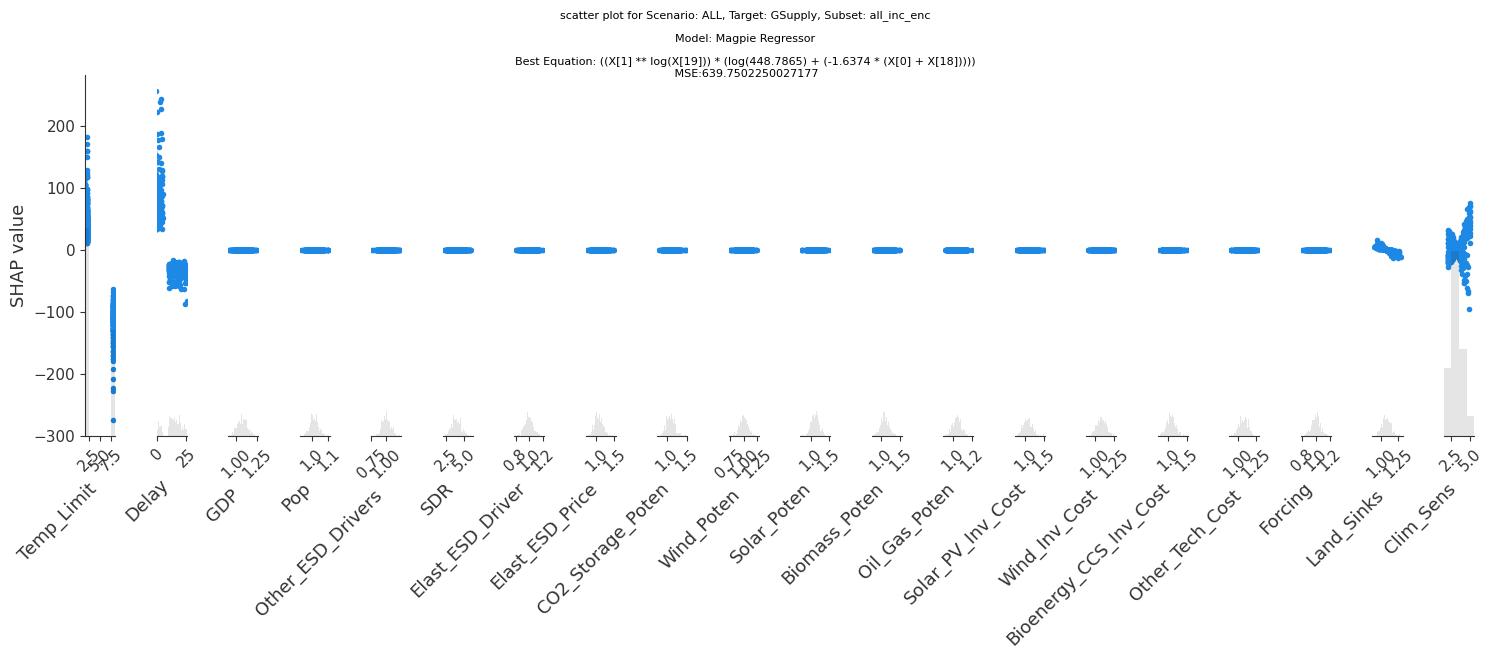 scatter plot for Scenario: ALL, Target: GSupply, Subset: all_inc_enc
Model: Magpie Regressor
Best Equation: ((X[1] ** log(X[19])) * (log(448.7865) + (-1.6374 * (X[0] + X[18]))))
MSE:639.7502250027177
SHAP value
200
100
0
−100
−200
−300
2.5 5.0 7.5
0 25
1.00 1.25
1.0 1.1
0.75 1.00
2.5 5.0
0.8 1.0 1.2
1.0 1.5
1.0 1.5
0.75 1.00 1.25
1.0 1.5
1.0 1.5
1.0 1.2
1.0 1.5
1.00 1.25
1.0 1.5
1.00 1.25
0.8 1.0 1.2
1.00 1.25
2.5 5.0
Temp_Limit
Delay
GDP
Pop
Other_ESD_Drivers
SDR
Elast_ESD_Driver
Elast_ESD_Price
CO2_Storage_Poten
Wind_Poten
Solar_Poten
Biomass_Poten
Oil_Gas_Poten
Solar_PV_Inv_Cost
Wind_Inv_Cost
Bioenergy_CCS_Inv_Cost
Other_Tech_Cost
Forcing
Land_Sinks
Clim_Sens